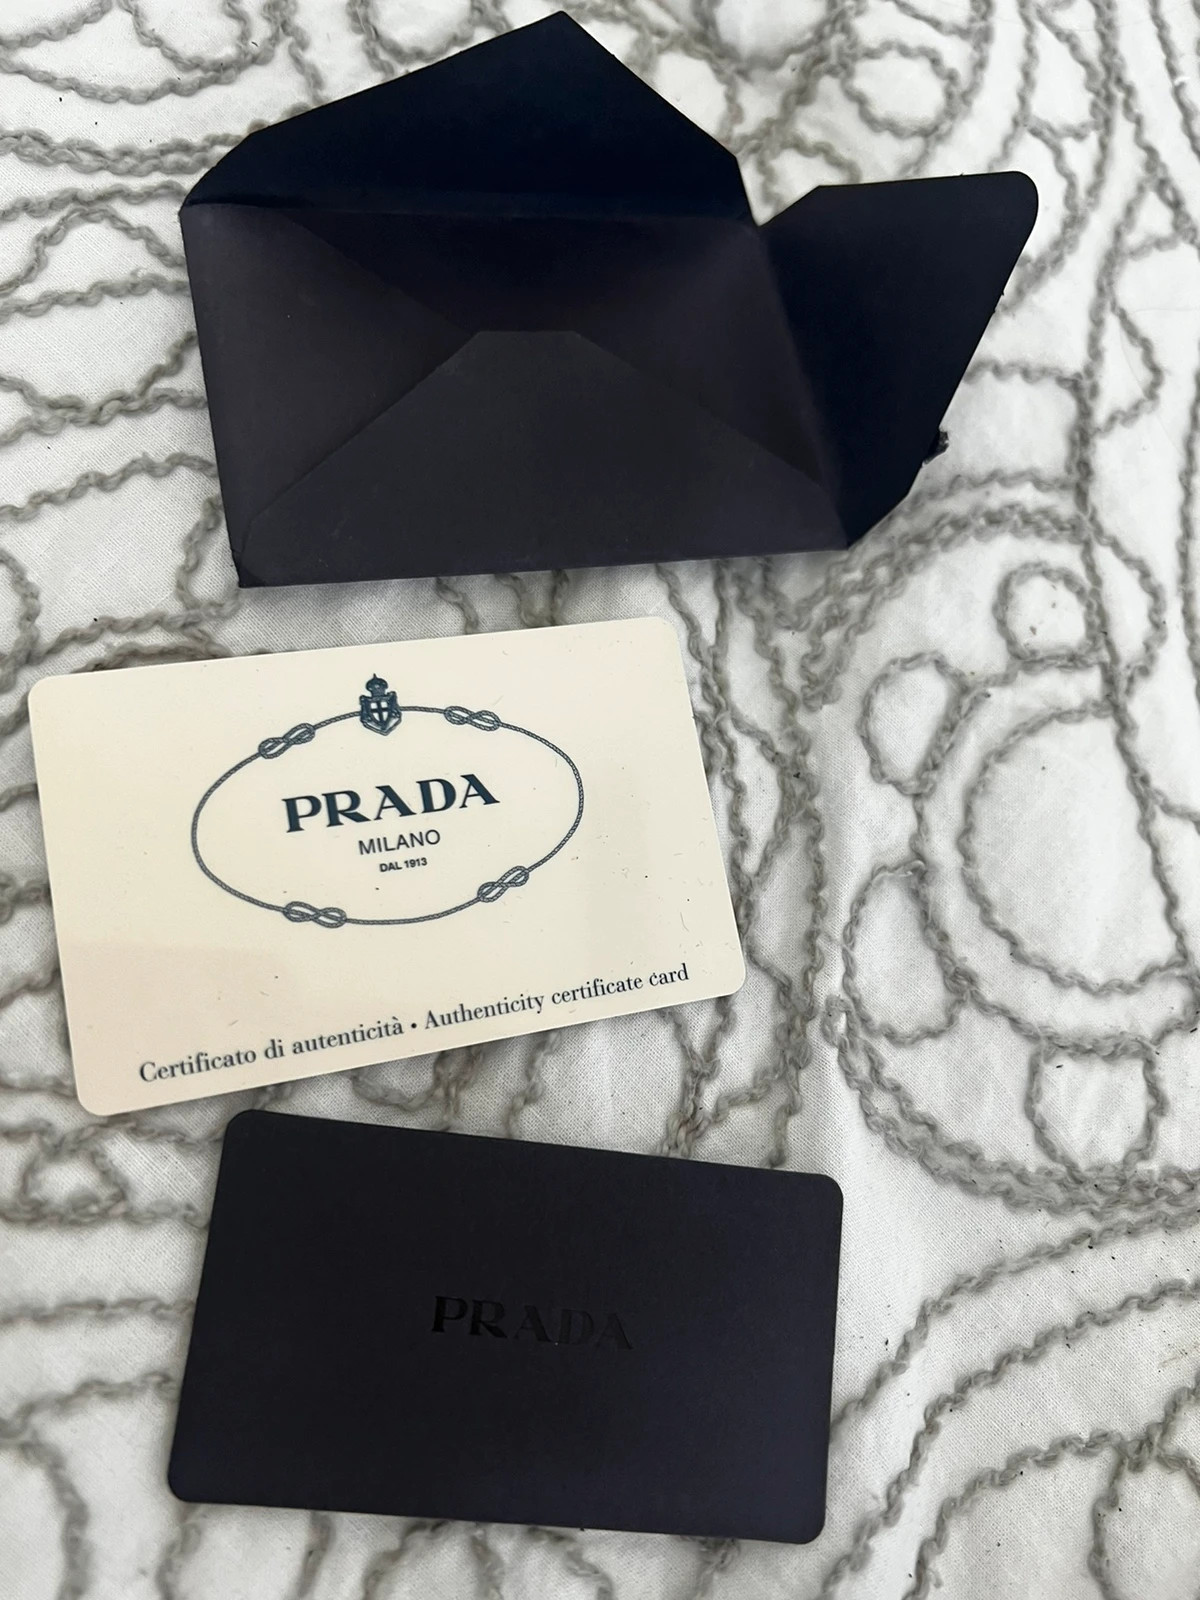 PRADA
MILANO
DAL 1913
Certificato di autenticità • Authenticity certificate card
PRADA